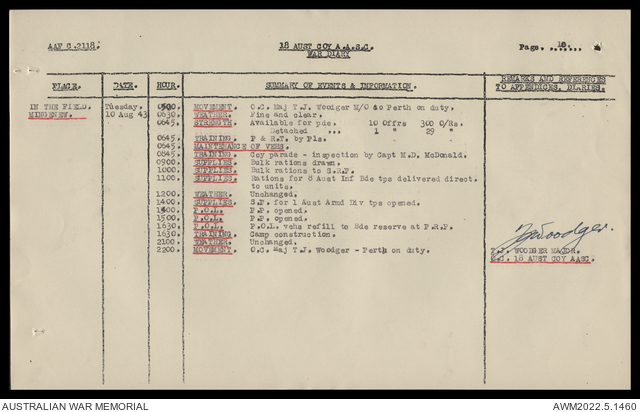 AAF C.2118.
18 AUST COY A.A.S.C.
WAR DIARY
Page. 10.
PLACE. DATE. HOUR. SUMMARY OF EVENTS & INFORMATION. REMARKS AND REFERENCES TO APPENDICES, DIARIES.
IN THE FIELD. Tuesday. 0500 MOVEMENT. O.C. Maj T.J. Woodger M/O to Perth on duty.
MINGENEW. 10 Aug 43 0630 WEATHER. Fine and clear.
0645. STRENGTH. Available for pde. 10 Offrs 300 O/Rs.
Detached ... 1 " 29 "
0645 TRAINING. P & R.T. by Pls.
0645. MAINTENANCE OF VEHS.
0845 TRAINING. Coy parade - inspection by Capt M.D. McDonald.
0900 SUPPLIES. Bulk rations drawn.
1000 SUPPLIES. Bulk rations to S.R.P.
1100 SUPPLIES. Rations for 8 Aust Inf Bde tps delivered direct
to units.
1200 WEATHER. Unchanged.
1400 SUPPLIES. S.P. for 1 Aust Armd Div tps opened.
1400 P.O.L. P.P. opened.
1500 P.O.L. P.P. opened.
1630 P.O.L. P.O.L. vehs refill to Bde reserve at P.R.P.
1630. TRAINING. Camp construction.
2100 WEATHER. Unchanged.
2200 MOVEMENT. O.C. Maj T.J. Woodger - Perth on duty.
TJWoodger.
T.J. WOODGER MAJOR.
O.C. 18 AUST COY AASC.
AUSTRALIAN WAR MEMORIAL
AWM2022.5.1460